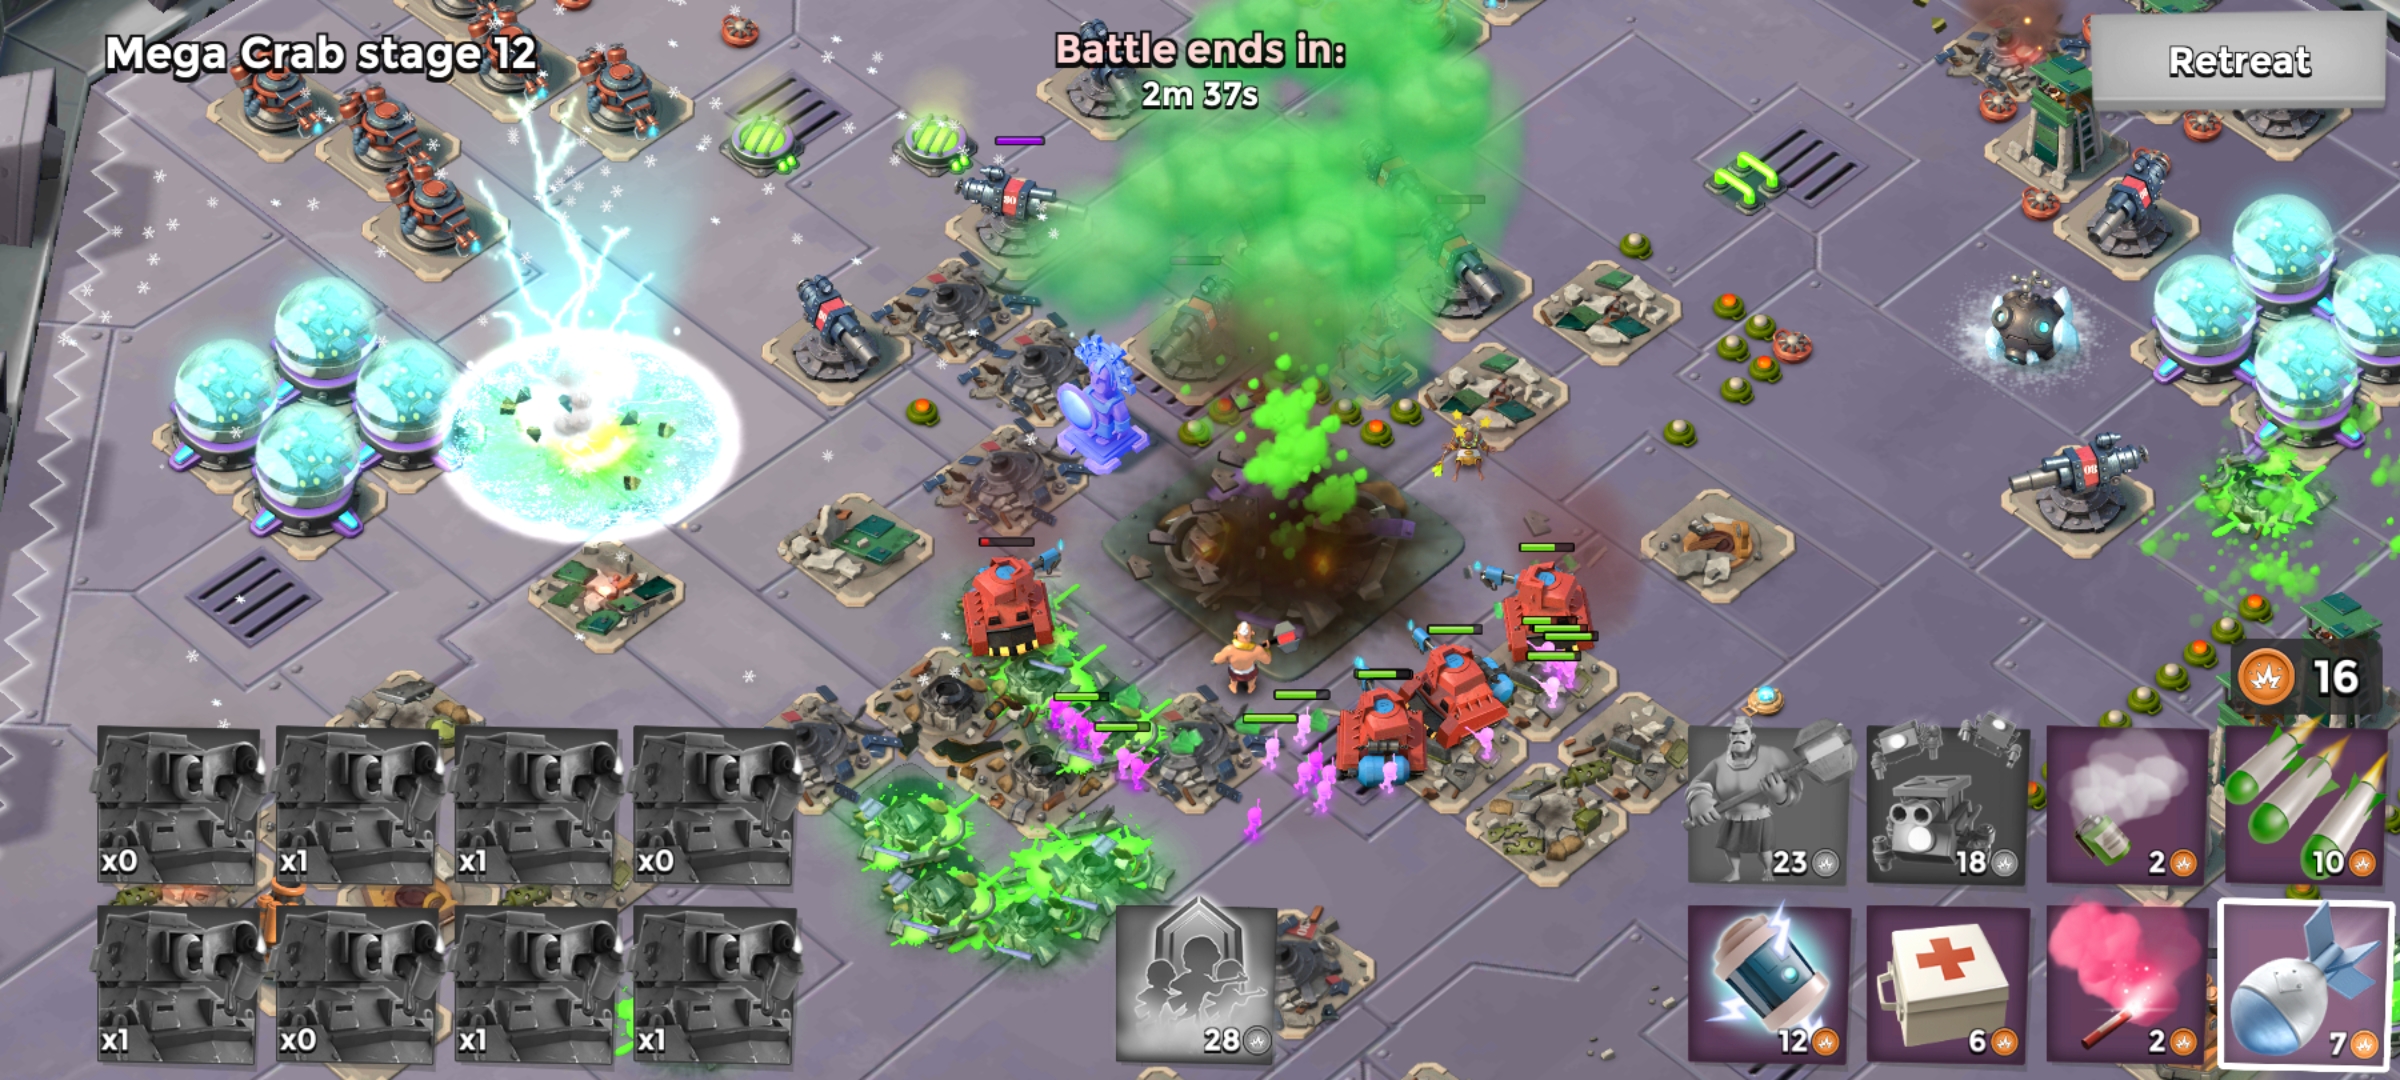 Mega Crab stage 12
Battle ends in:
2m 37s
Retreat
16
x0
x1
x1
x0
23
18
2
10
x1
x0
x1
x1
28
12
6
2
7